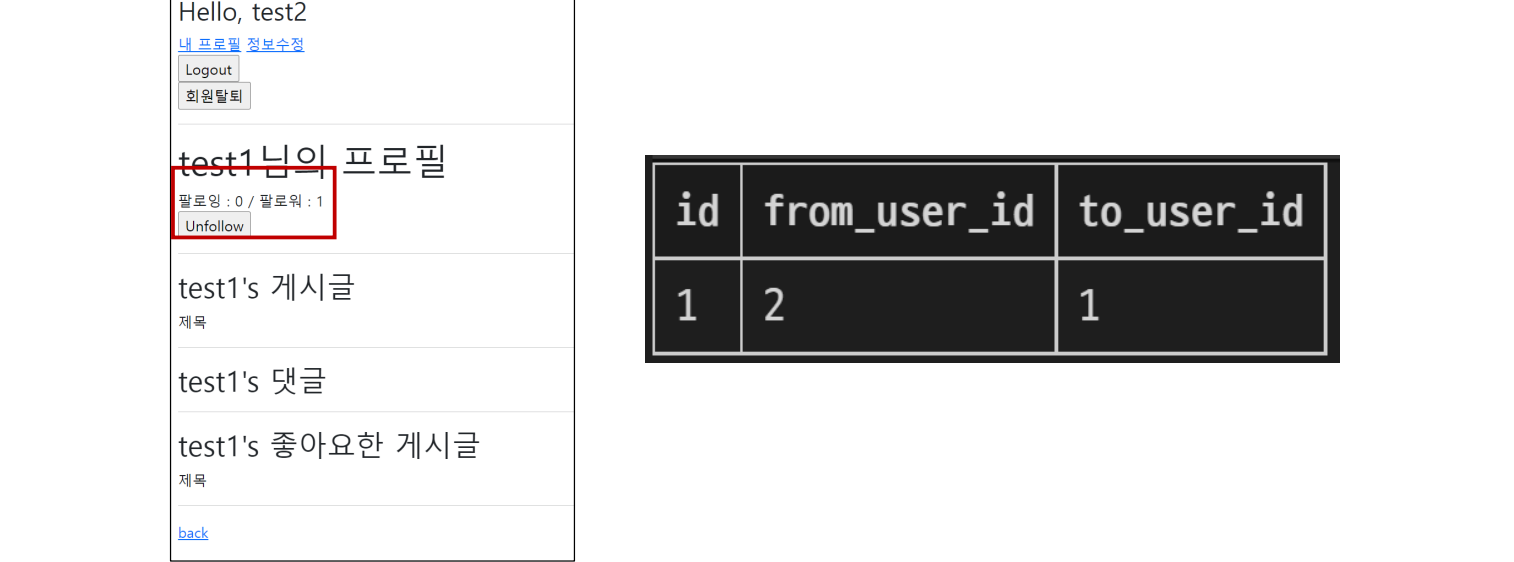 Hello, test2
내 프로필 정보수정
Logout
회원탈퇴
test1님의 프로필
팔로잉 : 0 / 팔로워 : 1
Unfollow
test1's 게시글
제목
test1's 댓글
test1's 좋아요한 게시글
제목
back
id from_user_id to_user_id
1 2 1